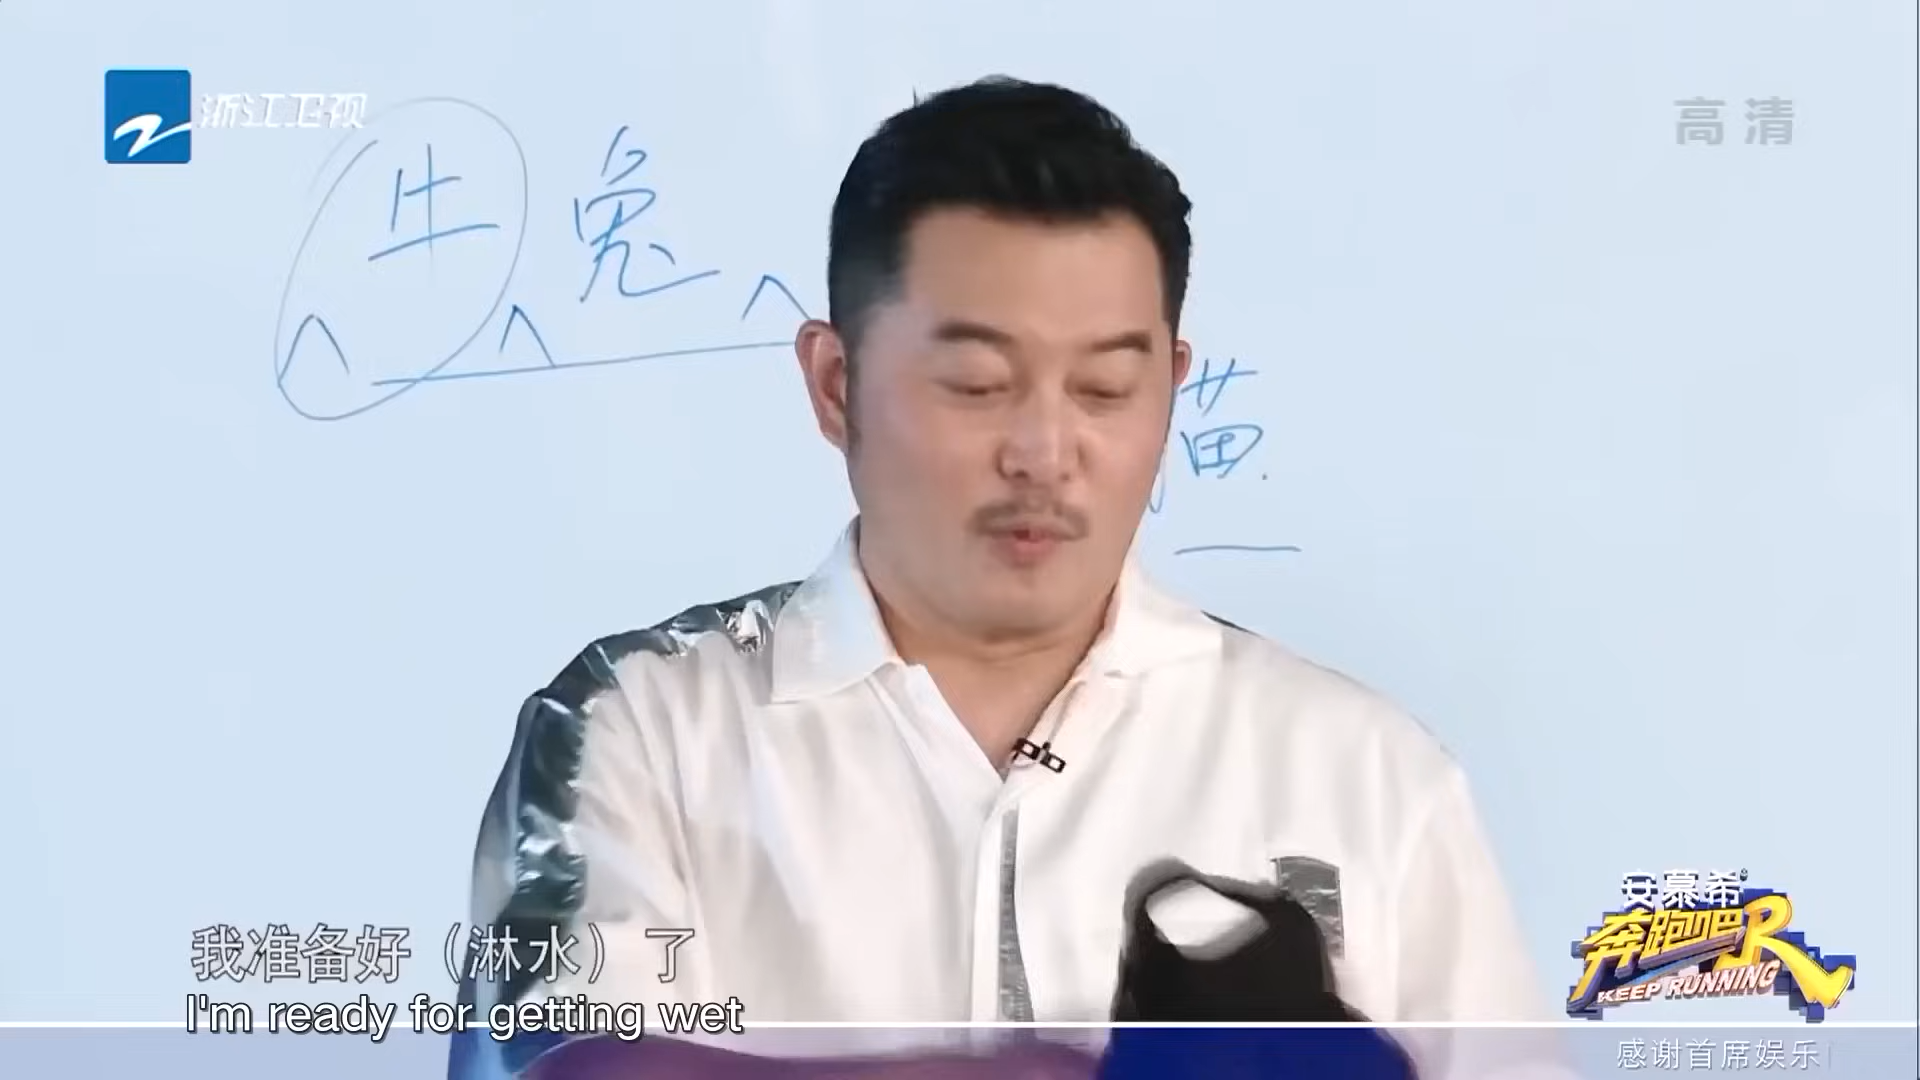 浙江卫视
高清
牛 兔
猫
我准备好（淋水）了
I'm ready for getting wet
安慕希
奔跑吧
KEEP RUNNING
感谢首席娱乐